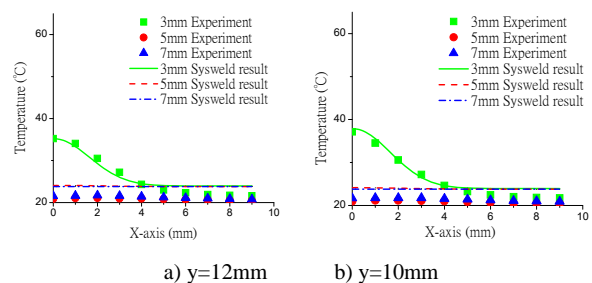 60
40
20
Temperature (℃)
3mm Experiment
5mm Experiment
7mm Experiment
3mm Sysweld result
5mm Sysweld result
7mm Sysweld result
0 2 4 6 8 10
X-axis (mm)
a) y=12mm
60
40
20
Temperature (℃)
3mm Experiment
5mm Experiment
7mm Experiment
3mm Sysweld result
5mm Sysweld result
7mm Sysweld result
0 2 4 6 8 10
X-axis (mm)
b) y=10mm